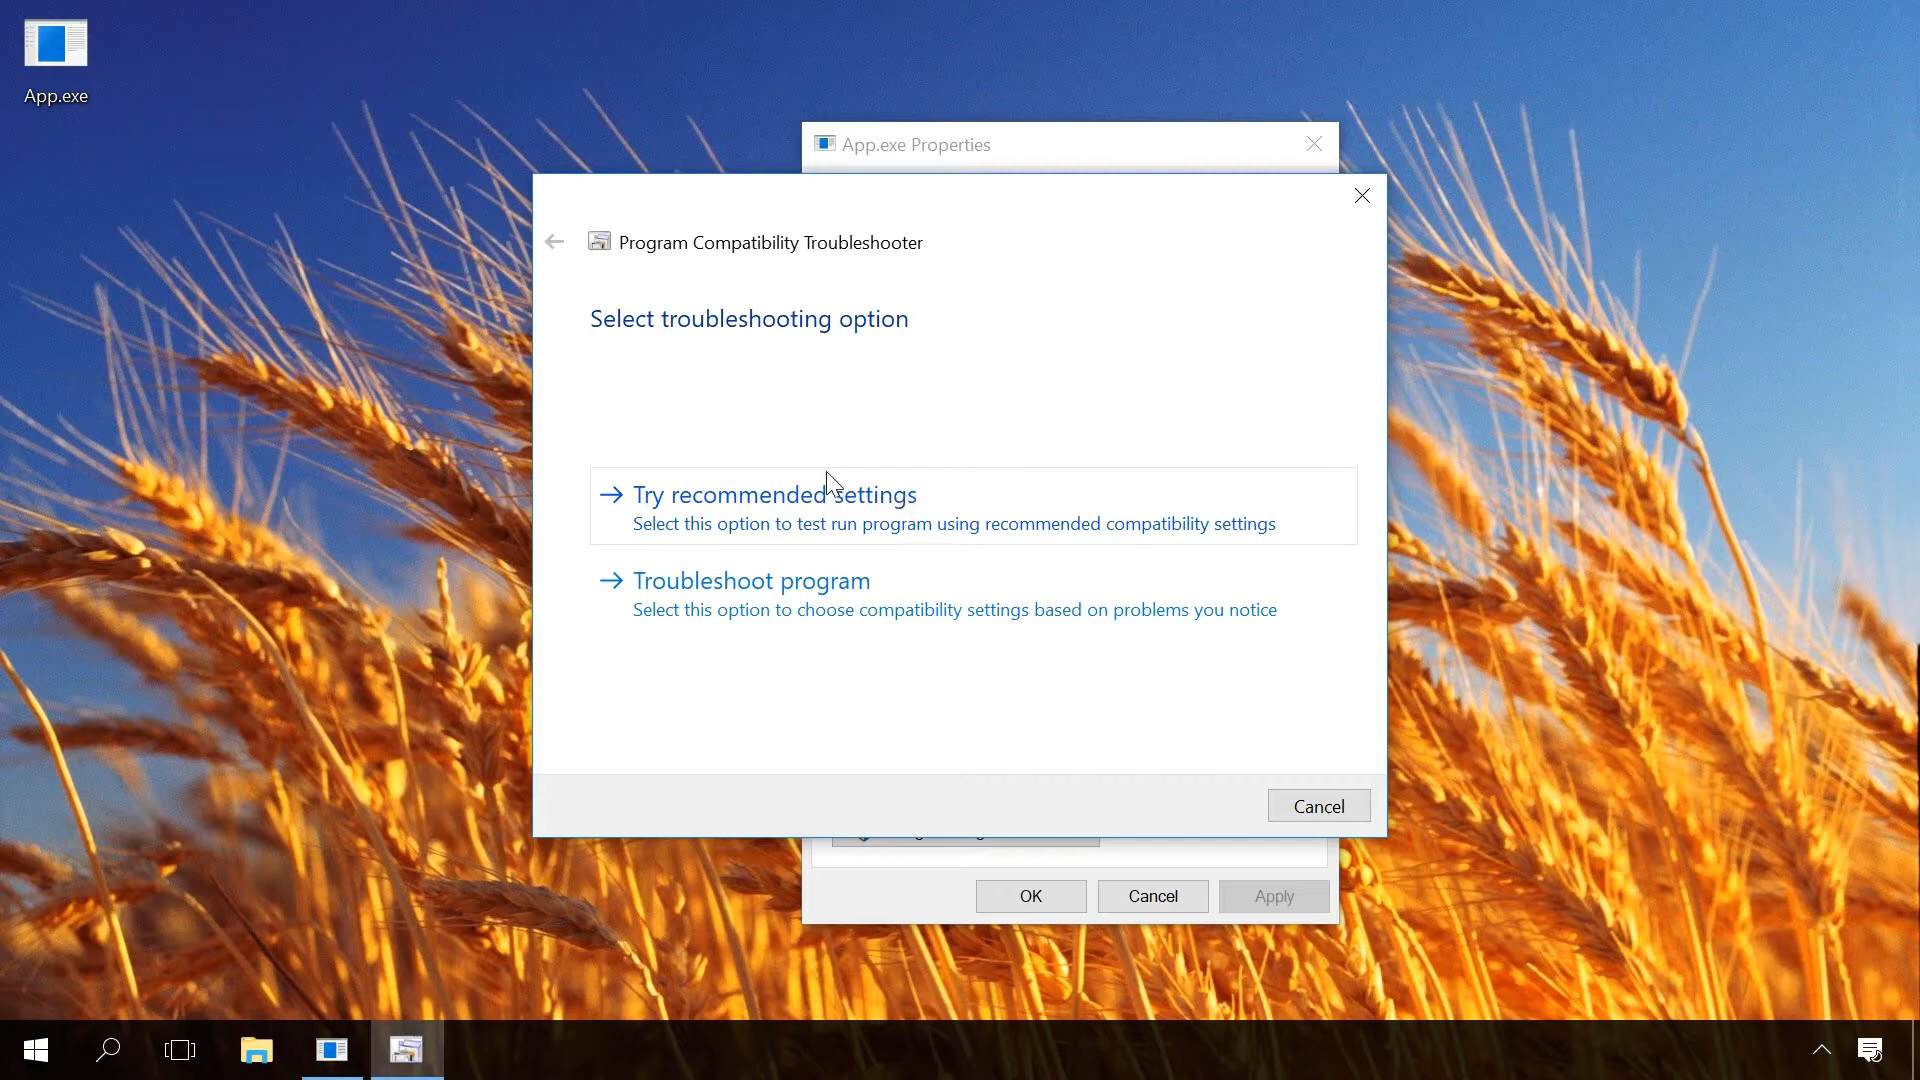 App.exe
App.exe Properties
Program Compatibility Troubleshooter
Select troubleshooting option
Try recommended settings
Select this option to test run program using recommended compatibility settings
Troubleshoot program
Select this option to choose compatibility settings based on problems you notice
Cancel
OK
Cancel
Apply